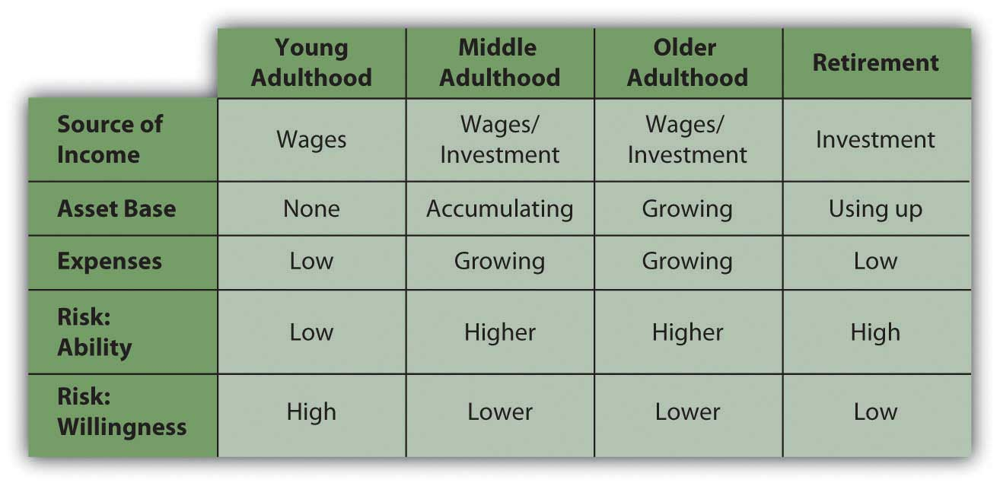 Young
Adulthood
Middle
Adulthood
Older
Adulthood
Retirement
Source of
Income
Wages
Wages/
Investment
Wages/
Investment
Investment
Asset Base
None
Accumulating
Growing
Using up
Expenses
Low
Growing
Growing
Low
Risk:
Ability
Low
Higher
Higher
High
Risk:
Willingness
High
Lower
Lower
Low